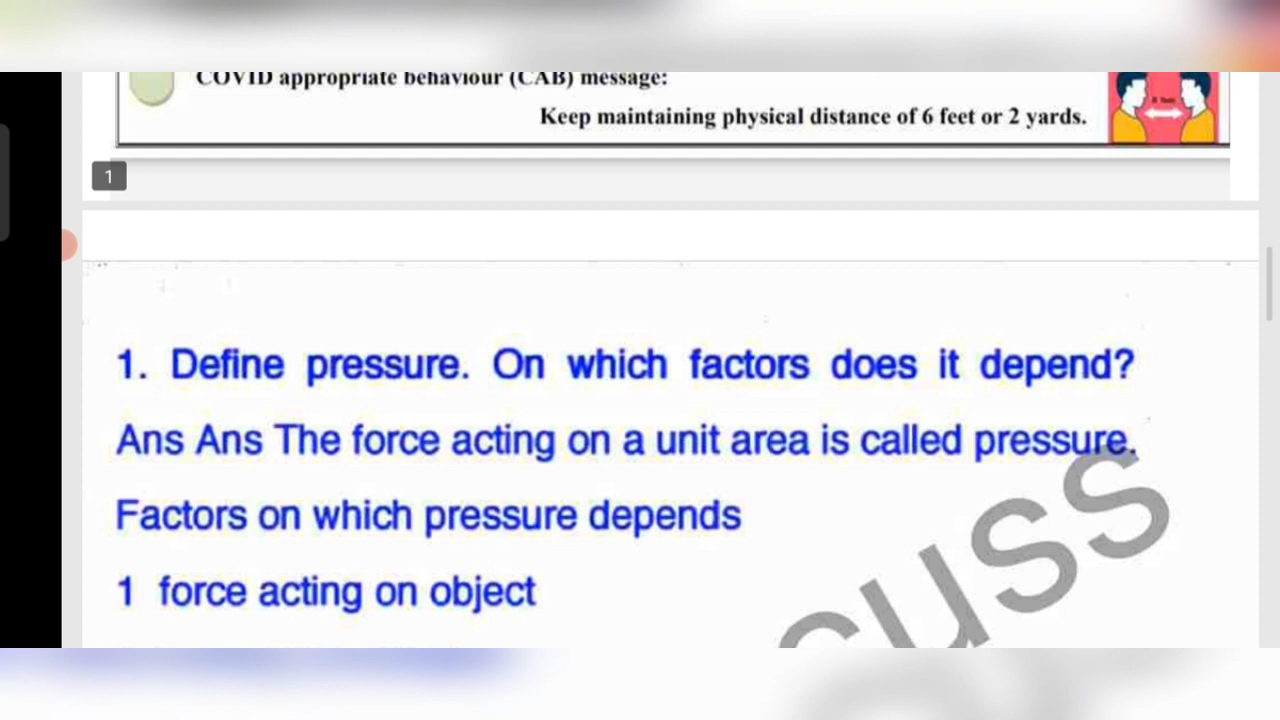 COVID appropriate behaviour (CAB) message:
Keep maintaining physical distance of 6 feet or 2 yards.
1
1. Define pressure. On which factors does it depend?
Ans Ans The force acting on a unit area is called pressure.
Factors on which pressure depends
1 force acting on object
cuss